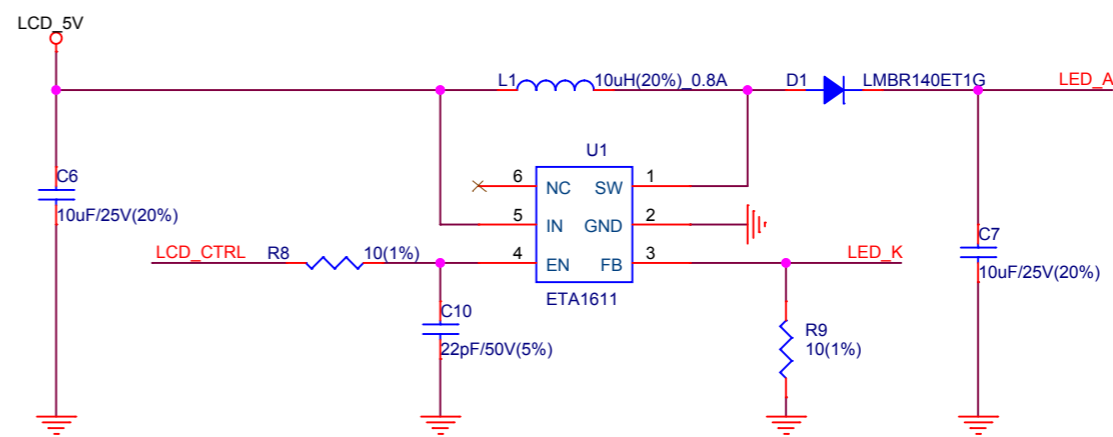 LCD_5V
L1
10uH(20%)_0.8A
D1
LMBR140ET1G
LED_A
U1
C6
10uF/25V(20%)
6
NC
SW
1
5
IN
GND
2
4
EN
FB
3
ETA1611
LCD_CTRL
R8
10(1%)
LED_K
C7
10uF/25V(20%)
C10
22pF/50V(5%)
R9
10(1%)